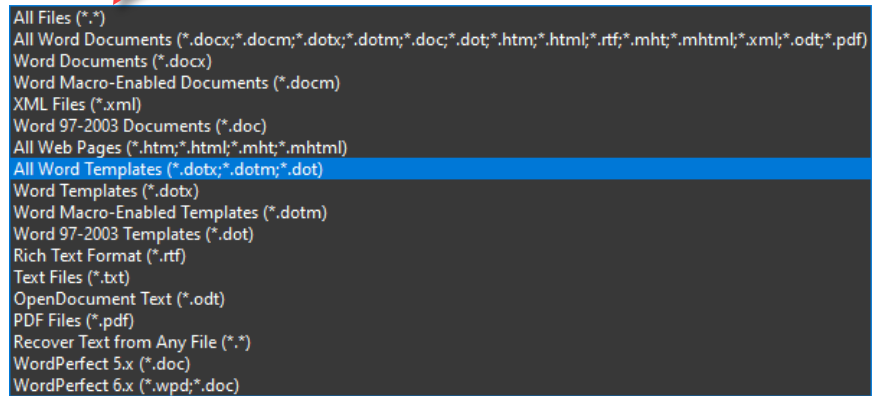 All Files (*.*)
All Word Documents (*.docx;*.docm;*.dotx;*.dotm;*.doc;*.dot;*.htm;*.html;*.rtf;*.mht;*.mhtml;*.xml;*.odt;*.pdf)
Word Documents (*.docx)
Word Macro-Enabled Documents (*.docm)
XML Files (*.xml)
Word 97-2003 Documents (*.doc)
All Web Pages (*.htm;*.html;*.mht;*.mhtml)
All Word Templates (*.dotx;*.dotm;*.dot)
Word Templates (*.dotx)
Word Macro-Enabled Templates (*.dotm)
Word 97-2003 Templates (*.dot)
Rich Text Format (*.rtf)
Text Files (*.txt)
OpenDocument Text (*.odt)
PDF Files (*.pdf)
Recover Text from Any File (*.*)
WordPerfect 5.x (*.doc)
WordPerfect 6.x (*.wpd;*.doc)